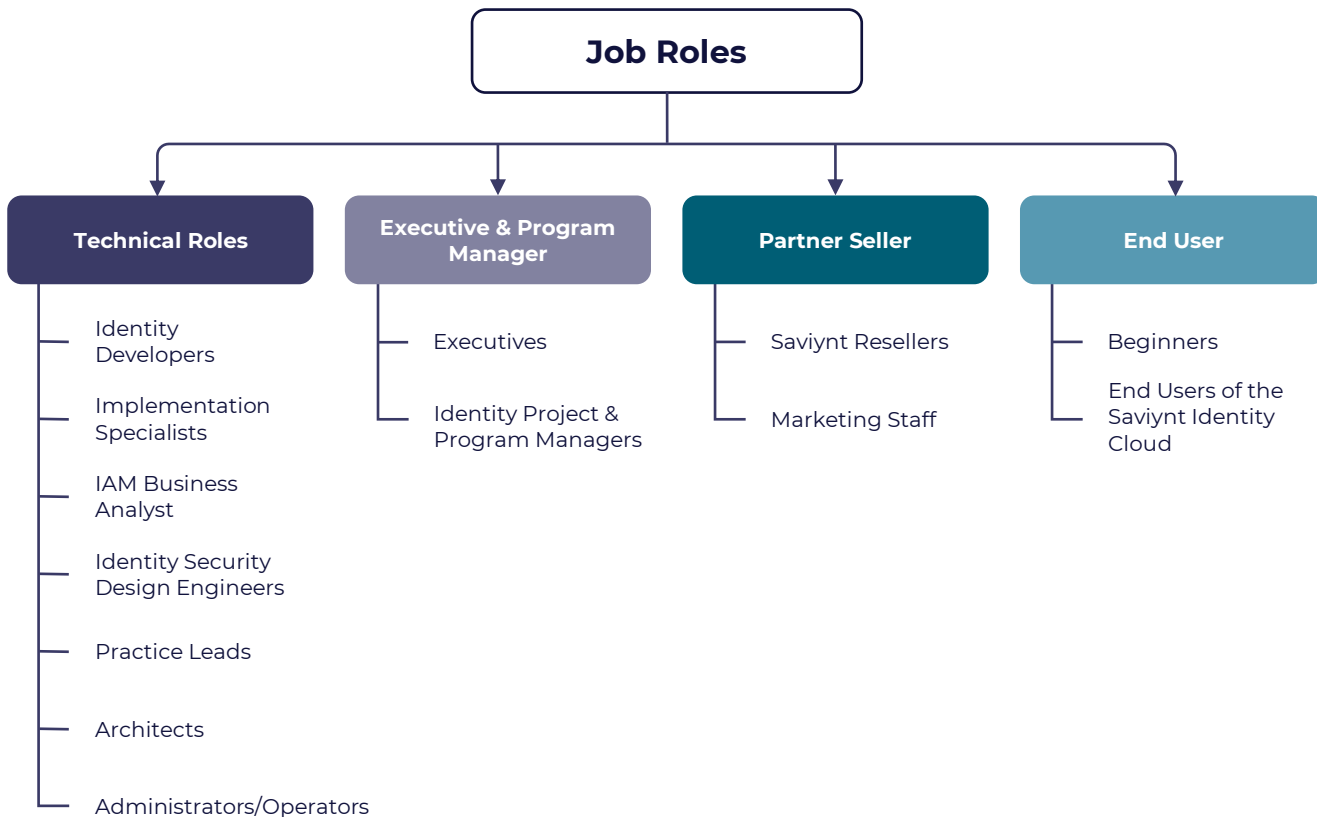 Job Roles
Technical Roles
Executive & Program
Manager
Partner Seller
End User
Identity
Developers
Implementation
Specialists
IAM Business
Analyst
Identity Security
Design Engineers
Practice Leads
Architects
Administrators/Operators
Executives
Identity Project &
Program Managers
Saviynt Resellers
Marketing Staff
Beginners
End Users of the
Saviynt Identity
Cloud